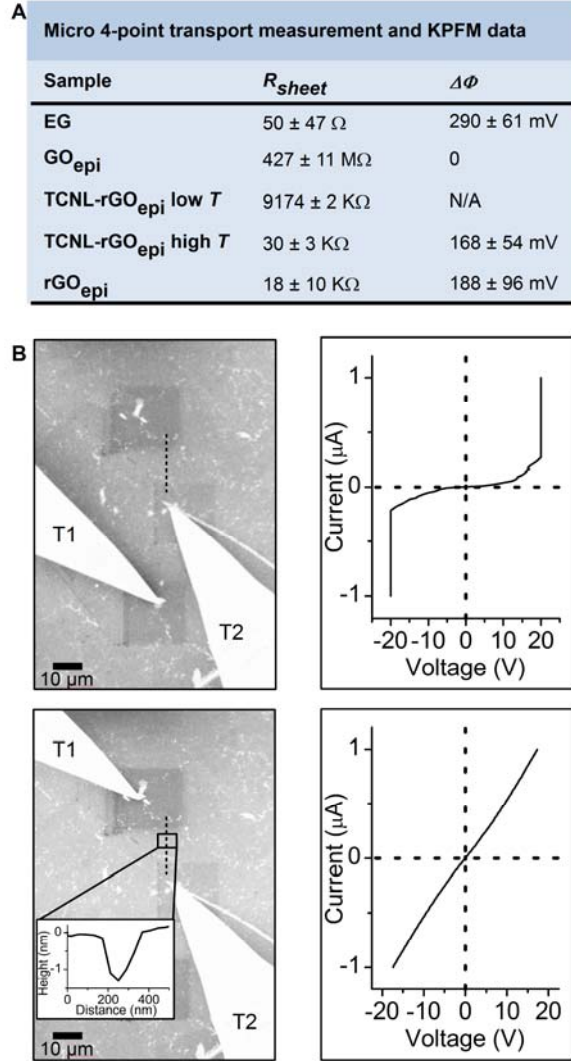 A
Micro 4-point transport measurement and KPFM data
Sample R_sheet ΔΦ
EG 50 ± 47 Ω 290 ± 61 mV
GO_epi 427 ± 11 MΩ 0
TCNL-rGO_epi low T 9174 ± 2 KΩ N/A
TCNL-rGO_epi high T 30 ± 3 KΩ 168 ± 54 mV
rGO_epi 18 ± 10 KΩ 188 ± 96 mV
B
T1
T2
10 µm
Current (µA)
1
0
-1
-20 -10 0 10 20
Voltage (V)
T1
T2
Height (nm)
0
-1
0 200 400
Distance (nm)
10 µm
Current (µA)
1
0
-1
-20 -10 0 10 20
Voltage (V)